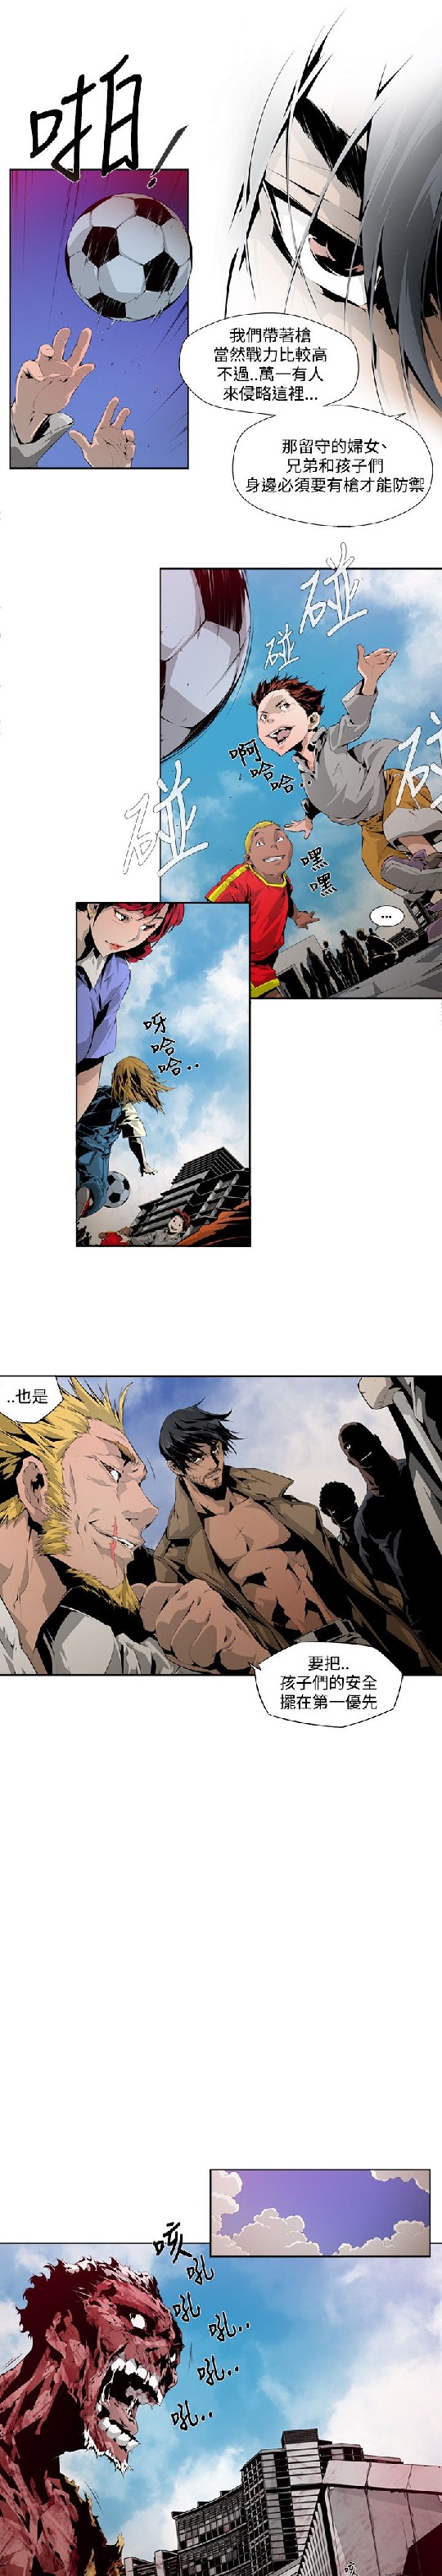 啪!
我們帶著槍
當然戰力比較高
不過..萬一有人
來侵略這裡...
那留守的婦女、
兄弟和孩子們
身邊必須要有槍才能防禦
碰
碰
碰
碰
啊
哈
哈..
嘿
嘿
...
呀
哈
哈..
..也是
要把..
孩子們的安全
擺在第一優先
咳
吼
吼
吼..
吼..
吼..
咳